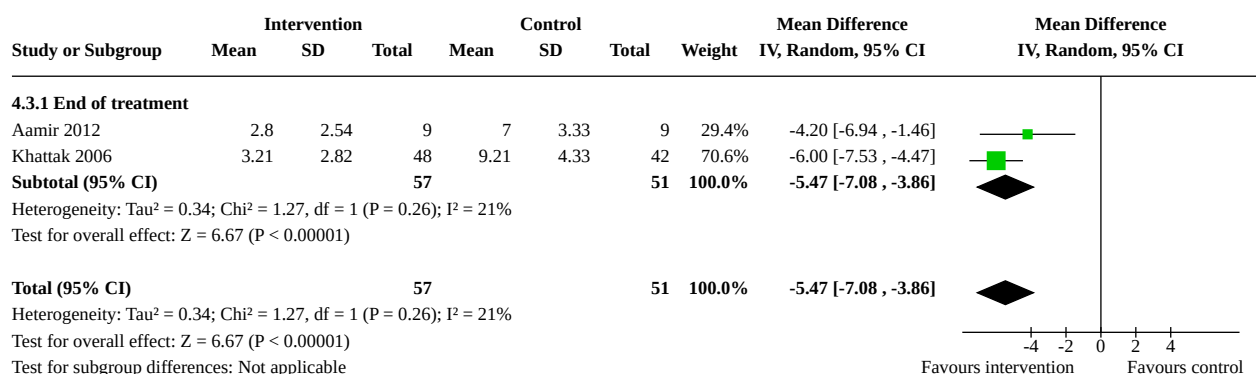 Intervention Control Mean Difference Mean Difference
Study or Subgroup Mean SD Total Mean SD Total Weight IV, Random, 95% CI IV, Random, 95% CI
4.3.1 End of treatment
Aamir 2012 2.8 2.54 9 7 3.33 9 29.4% -4.20 [-6.94 , -1.46]
Khattak 2006 3.21 2.82 48 9.21 4.33 42 70.6% -6.00 [-7.53 , -4.47]
Subtotal (95% CI) 57 51 100.0% -5.47 [-7.08 , -3.86]
Heterogeneity: Tau² = 0.34; Chi² = 1.27, df = 1 (P = 0.26); I² = 21%
Test for overall effect: Z = 6.67 (P < 0.00001)
Total (95% CI) 57 51 100.0% -5.47 [-7.08 , -3.86]
Heterogeneity: Tau² = 0.34; Chi² = 1.27, df = 1 (P = 0.26); I² = 21%
Test for overall effect: Z = 6.67 (P < 0.00001)
-4 -2 0 2 4
Test for subgroup differences: Not applicable Favours intervention Favours control